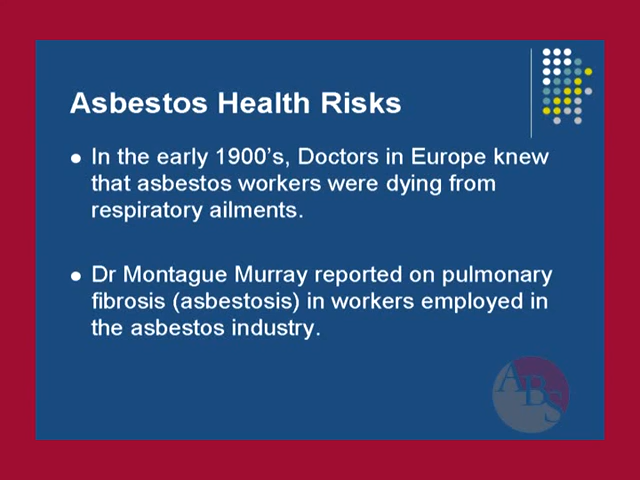 Asbestos Health Risks
In the early 1900's, Doctors in Europe knew
that asbestos workers were dying from
respiratory ailments.
Dr Montague Murray reported on pulmonary
fibrosis (asbestosis) in workers employed in
the asbestos industry.
ABS